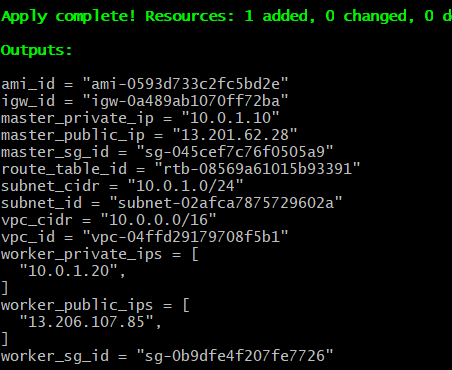 Apply complete! Resources: 1 added, 0 changed, 0 d
Outputs:
ami_id = "ami-0593d733c2fc5bd2e"
igw_id = "igw-0a489ab1070ff72ba"
master_private_ip = "10.0.1.10"
master_public_ip = "13.201.62.28"
master_sg_id = "sg-045cef7c76f0505a9"
route_table_id = "rtb-08569a61015b93391"
subnet_cidr = "10.0.1.0/24"
subnet_id = "subnet-02afca7875729602a"
vpc_cidr = "10.0.0.0/16"
vpc_id = "vpc-04ffd29179708f5b1"
worker_private_ips = [
  "10.0.1.20",
]
worker_public_ips = [
  "13.206.107.85",
]
worker_sg_id = "sg-0b9dfe4f207fe7726"